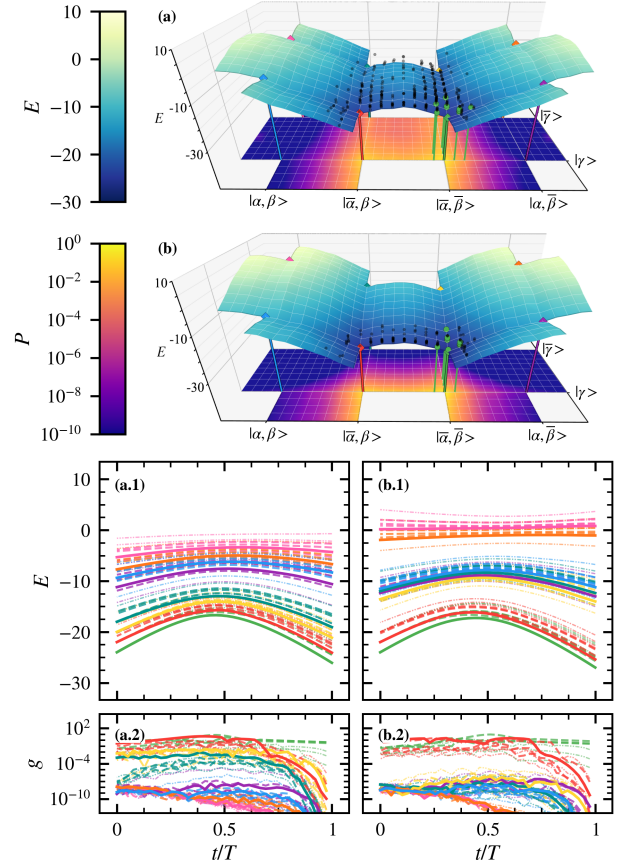 10
0
−10
−20
−30
E
(a)
10
-10
-30
E
|γ̅>
|γ>
|α, β>
|α̅, β>
|α̅, β̅>
|α, β̅>
10⁰
10⁻²
10⁻⁴
10⁻⁶
10⁻⁸
10⁻¹⁰
P
(b)
10
-10
-30
E
|γ̅>
|γ>
|α, β>
|α̅, β>
|α̅, β̅>
|α, β̅>
(a.1)
(b.1)
10
0
−10
−20
−30
E
(a.2)
(b.2)
10²
10⁻⁴
10⁻¹⁰
g
0
0.5
1
0
0.5
1
t/T
t/T